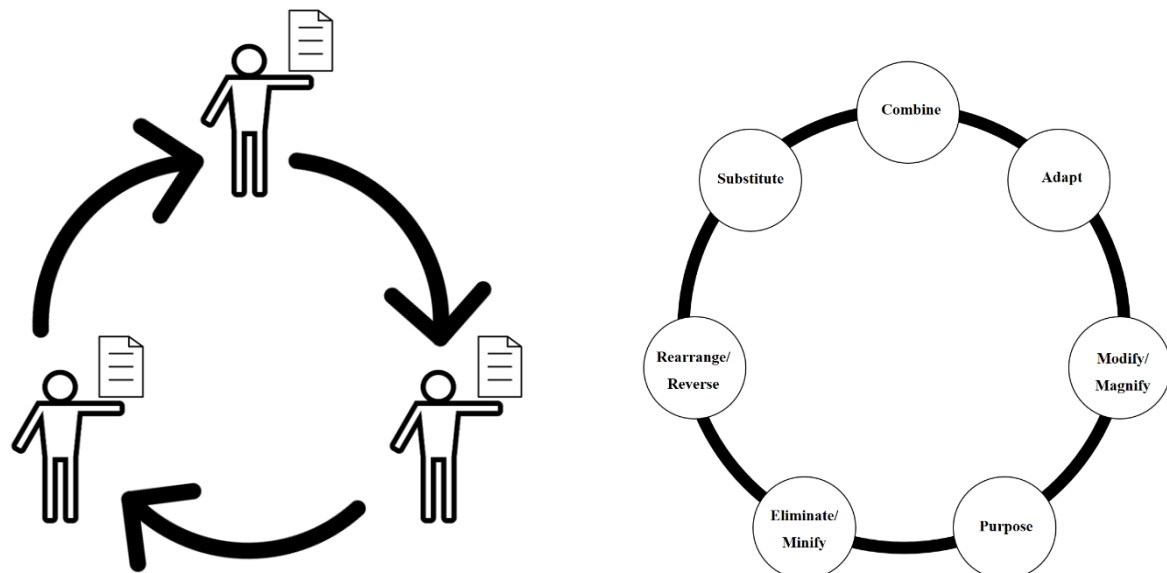 Combine
Substitute
Adapt
Rearrange/
Reverse
Modify/
Magnify
Eliminate/
Minify
Purpose